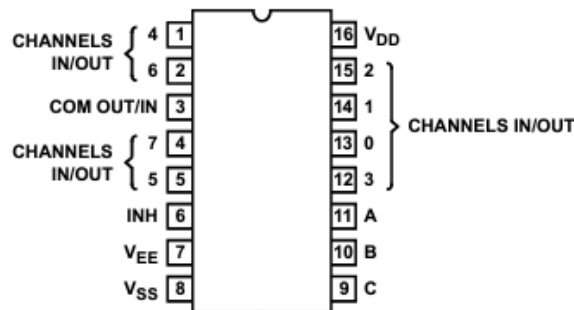 CHANNELS IN/OUT
4 1
6 2
COM OUT/IN 3
CHANNELS IN/OUT
7 4
5 5
INH 6
VEE 7
VSS 8
16 VDD
15 2
14 1
13 0
12 3
CHANNELS IN/OUT
11 A
10 B
9 C